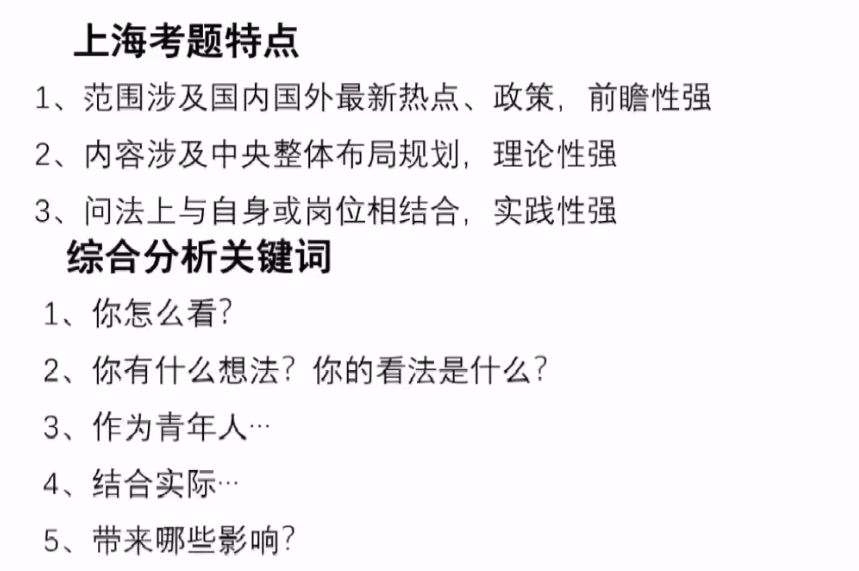 上海考题特点
1、范围涉及国内国外最新热点、政策，前瞻性强
2、内容涉及中央整体布局规划，理论性强
3、问法上与自身或岗位相结合，实践性强
综合分析关键词
1、你怎么看？
2、你有什么想法？你的看法是什么？
3、作为青年人…
4、结合实际…
5、带来哪些影响？